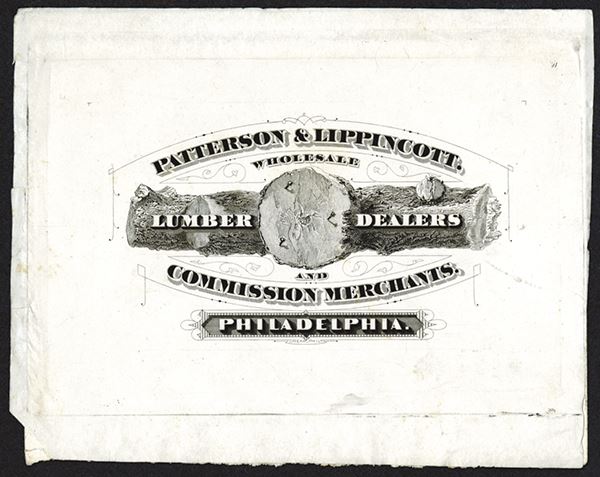 PATTERSON & LIPPINCOTT.
WHOLESALE
LUMBER DEALERS
AND
COMMISSION MERCHANTS.
PHILADELPHIA.